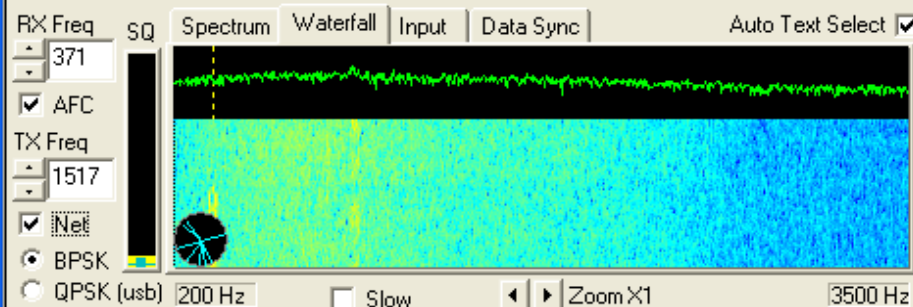 RX Freq
SQ
Spectrum
Waterfall
Input
Data Sync
Auto Text Select
371
AFC
TX Freq
1517
Net
BPSK
QPSK (usb)
200 Hz
Slow
Zoom X1
3500 Hz